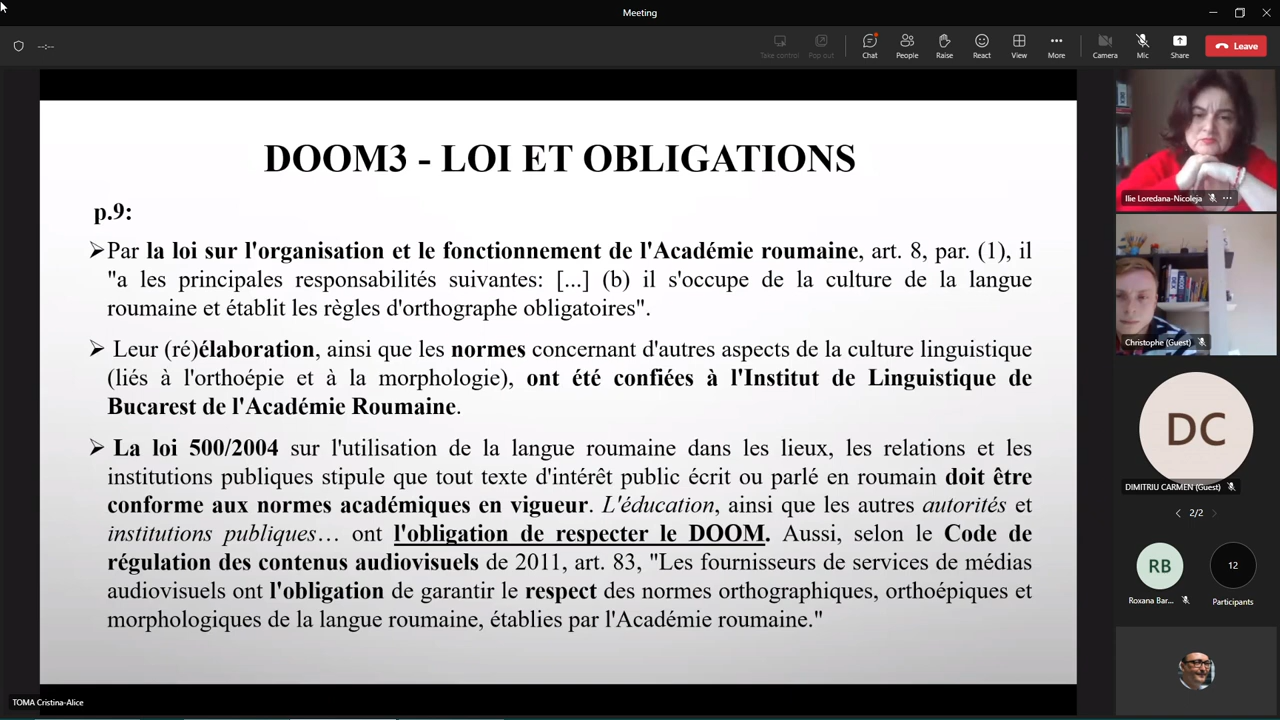 Meeting
--:--
Take control
Pop out
Chat
People
Raise
React
View
More
Camera
Mic
Share
Leave
DOOM3 - LOI ET OBLIGATIONS
p.9:
Par la loi sur l'organisation et le fonctionnement de l'Académie roumaine, art. 8, par. (1), il
"a les principales responsabilités suivantes: [...] (b) il s'occupe de la culture de la langue
roumaine et établit les règles d'orthographe obligatoires".
Leur (ré)élaboration, ainsi que les normes concernant d'autres aspects de la culture linguistique
(liés à l'orthoépie et à la morphologie), ont été confiées à l'Institut de Linguistique de
Bucarest de l'Académie Roumaine.
La loi 500/2004 sur l'utilisation de la langue roumaine dans les lieux, les relations et les
institutions publiques stipule que tout texte d'intérêt public écrit ou parlé en roumain doit être
conforme aux normes académiques en vigueur. L'éducation, ainsi que les autres autorités et
institutions publiques… ont l'obligation de respecter le DOOM. Aussi, selon le Code de
régulation des contenus audiovisuels de 2011, art. 83, "Les fournisseurs de services de médias
audiovisuels ont l'obligation de garantir le respect des normes orthographiques, orthoépiques et
morphologiques de la langue roumaine, établies par l'Académie roumaine."
TOMA Cristina-Alice
Ilie Loredana-Nicoleja
Christophe (Guest)
DC
DIMITRIU CARMEN (Guest)
2/2
RB
Roxana Bar...
12
Participants